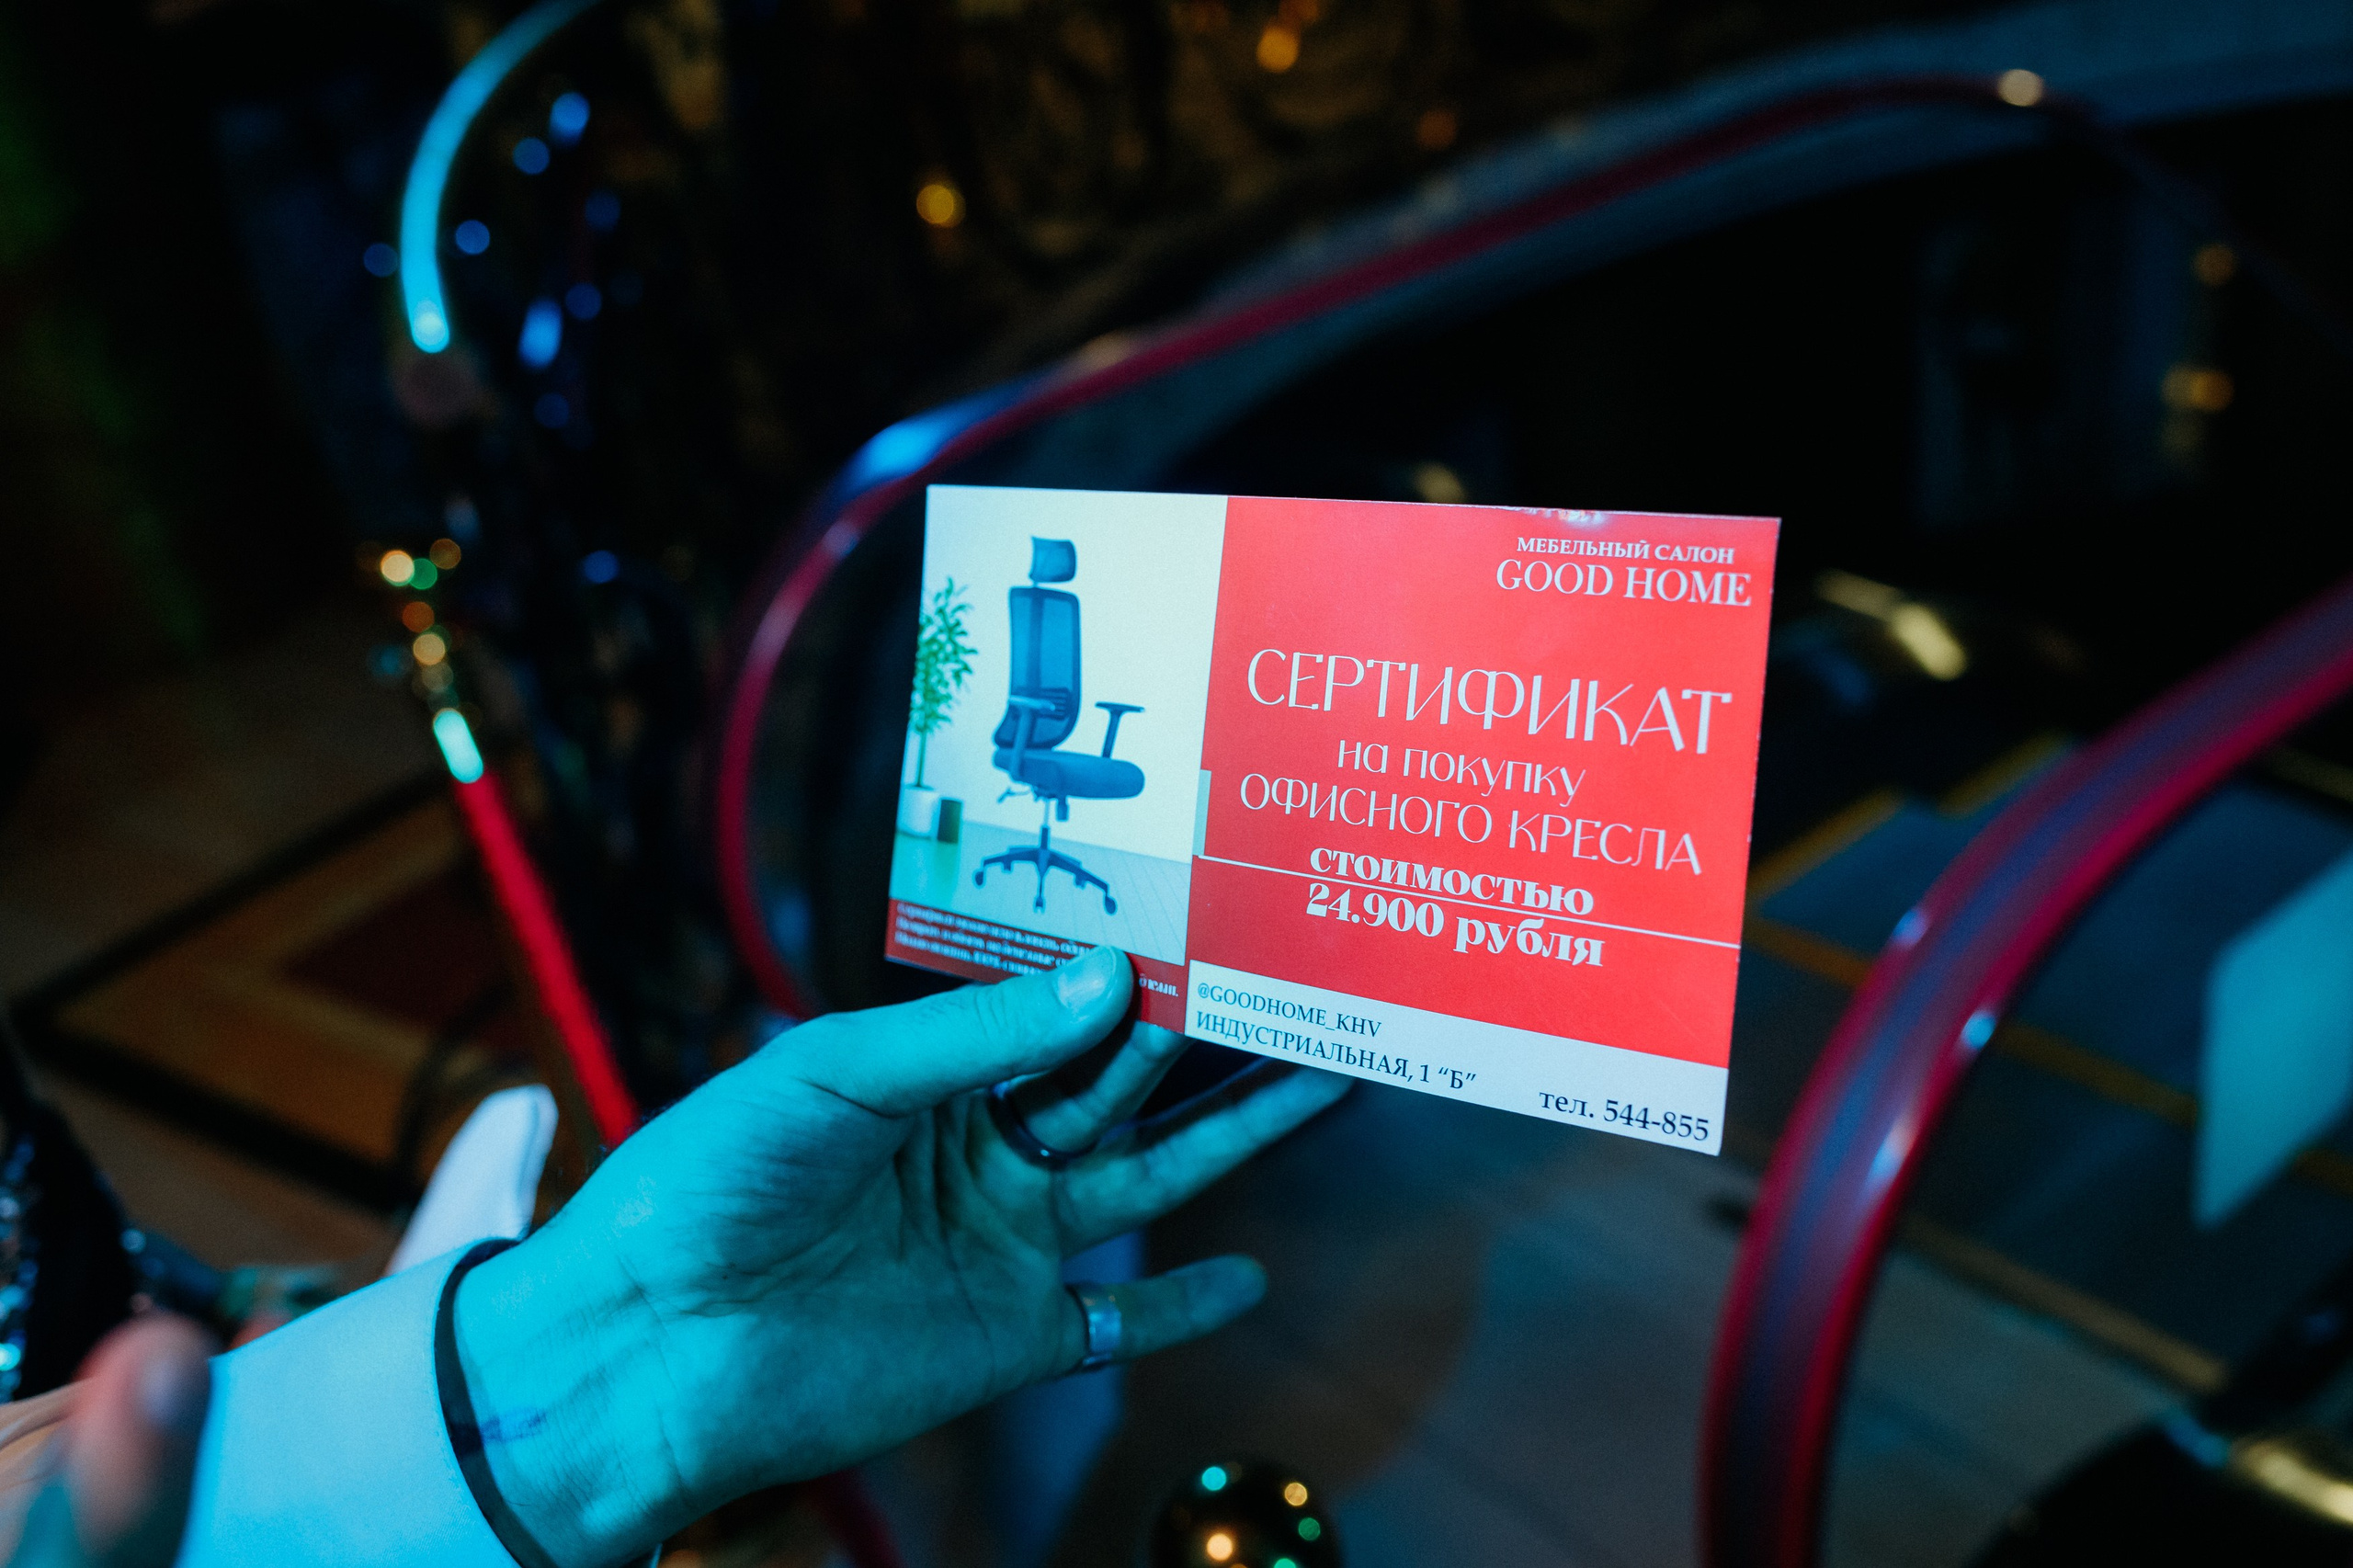 МЕБЕЛЬНЫЙ САЛОН
GOOD HOME
СЕРТИФИКАТ
на покупку
ОФИСНОГО КРЕСЛА
стоимостью
24.900 рубля
@GOODHOME_KHV
ИНДУСТРИАЛЬНАЯ, 1 “Б”
тел. 544-855